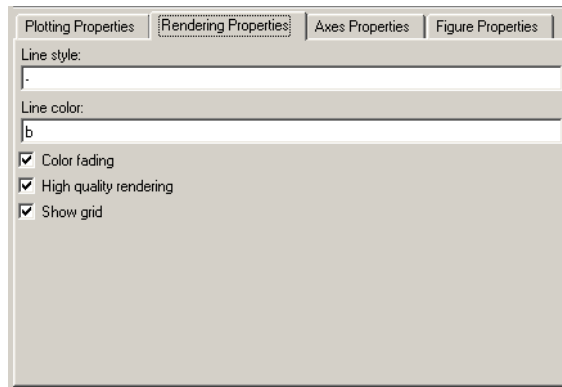 Plotting Properties Rendering Properties Axes Properties Figure Properties
Line style:
-
Line color:
b
Color fading
High quality rendering
Show grid